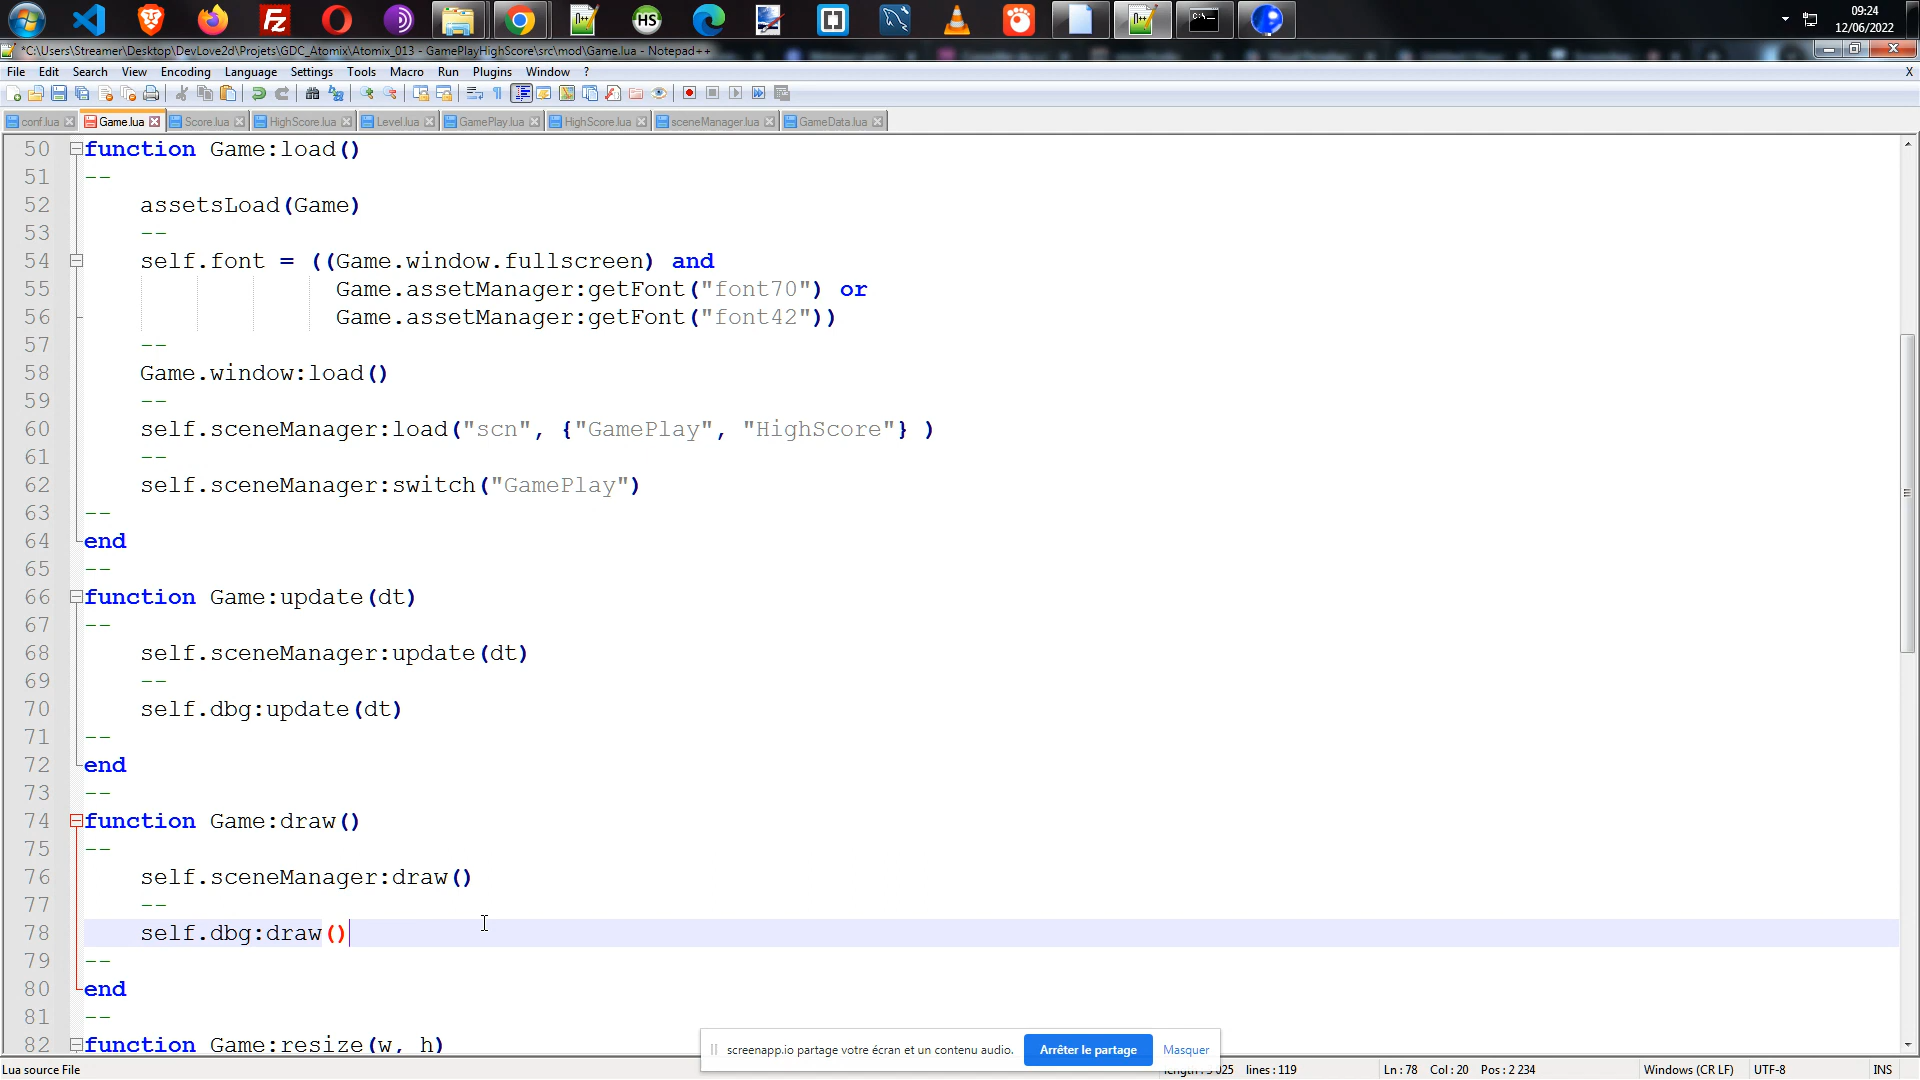 09:24
12/06/2022
*C:\Users\Streamer\Desktop\DevLove2d\Projets\GDC_Atomix\Atomix_013 - GamePlayHighScore\src\mod\Game.lua - Notepad++
File Edit Search View Encoding Language Settings Tools Macro Run Plugins Window ? X
conf.lua Game.lua Score.lua HighScore.lua Level.lua GamePlay.lua HighScore.lua sceneManager.lua GameData.lua
50 function Game:load()
51 --
52 assetsLoad(Game)
53 --
54 self.font = ((Game.window.fullscreen) and
55 Game.assetManager:getFont("font70") or
56 Game.assetManager:getFont("font42"))
57 --
58 Game.window:load()
59 --
60 self.sceneManager:load("scn", {"GamePlay", "HighScore"} )
61 --
62 self.sceneManager:switch("GamePlay")
63 --
64 end
65 --
66 function Game:update(dt)
67 --
68 self.sceneManager:update(dt)
69 --
70 self.dbg:update(dt)
71 --
72 end
73 --
74 function Game:draw()
75 --
76 self.sceneManager:draw()
77 --
78 self.dbg:draw()
79 --
80 end
81 --
82 function Game:resize(w, h)
screenapp.io partage votre écran et un contenu audio. Arrêter le partage Masquer
Lua source File lines : 119 Ln : 78 Col : 20 Pos : 2 234 Windows (CR LF) UTF-8 INS